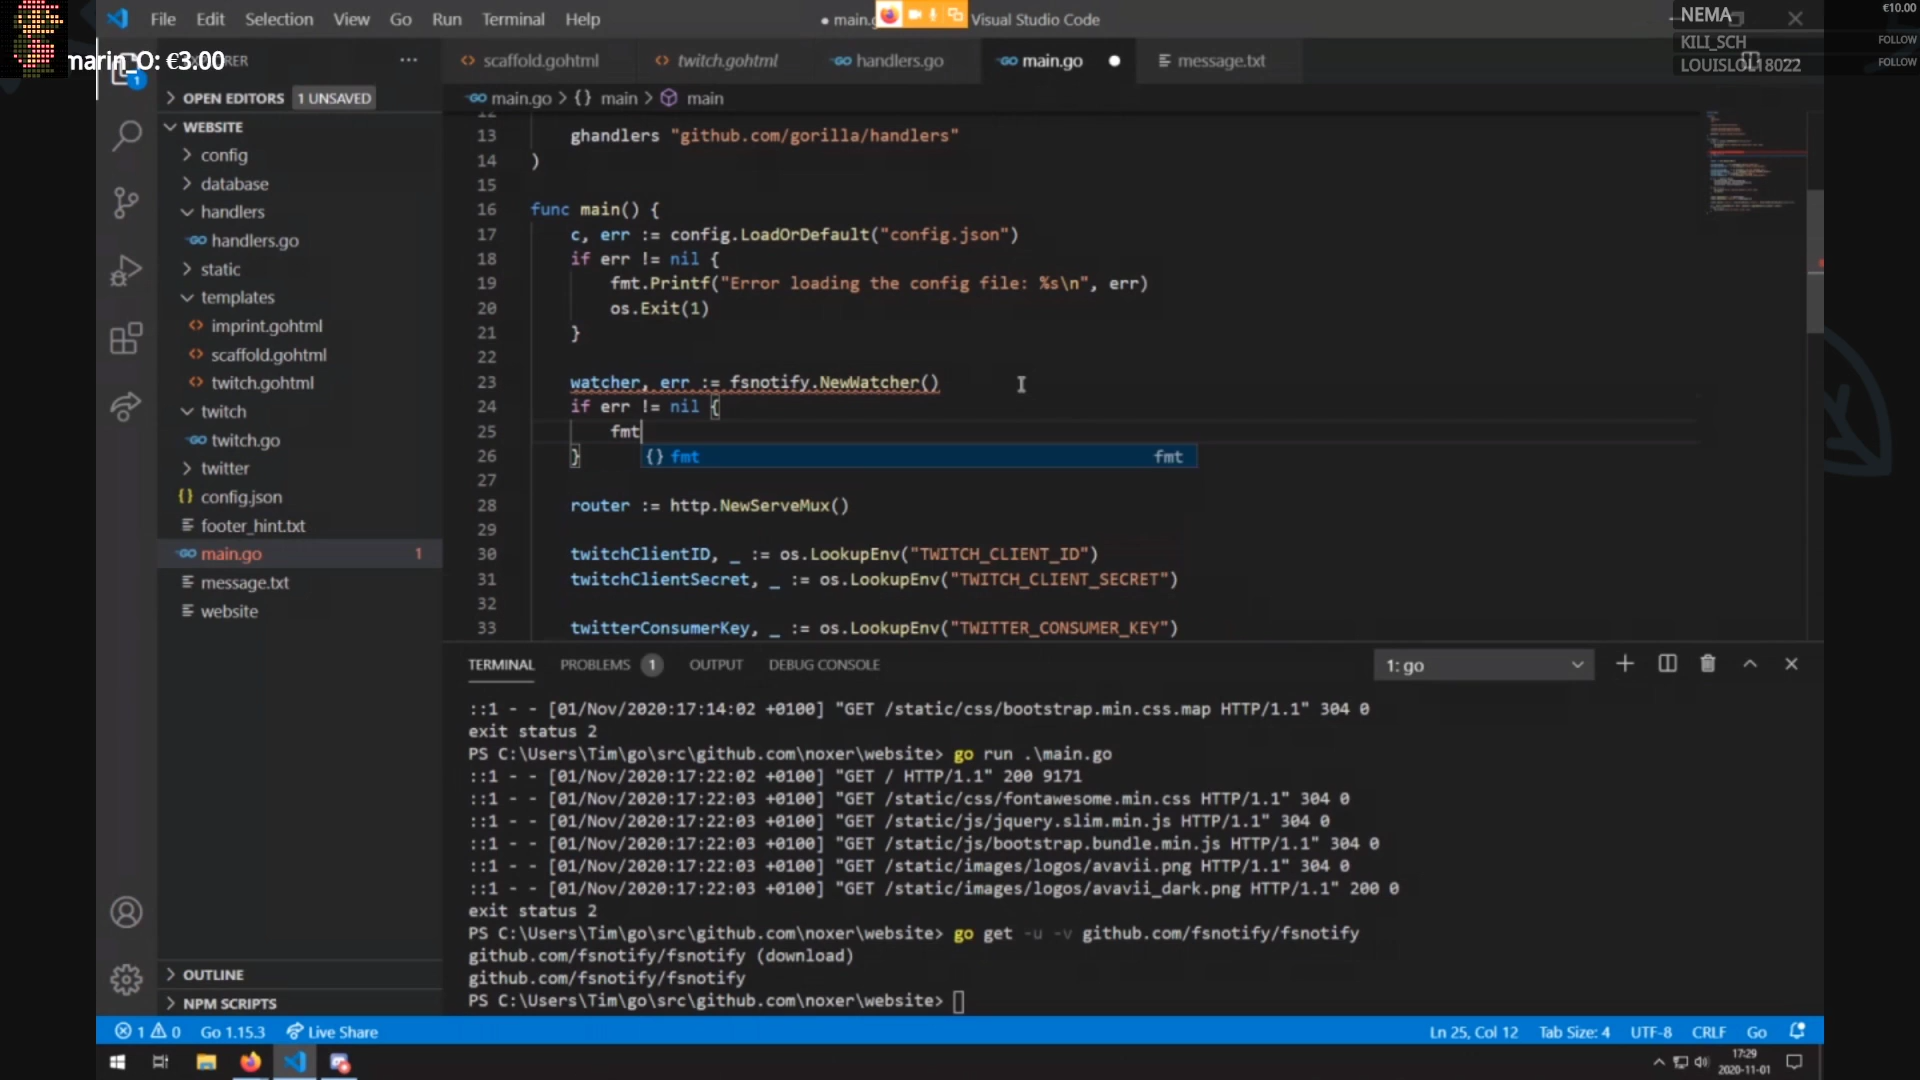 File Edit Selection View Go Run Terminal Help
● main.g
Visual Studio Code
NEMA
€10.00
KILI_SCH
FOLLOW
LOUISLOL18022
FOLLOW
marin_O: €3.00
RER
···
scaffold.gohtml
twitch.gohtml
handlers.go
main.go
message.txt
1
OPEN EDITORS 1 UNSAVED
WEBSITE
config
database
handlers
handlers.go
static
templates
imprint.gohtml
scaffold.gohtml
twitch.gohtml
twitch
twitch.go
twitter
config.json
footer_hint.txt
main.go 1
message.txt
website
OUTLINE
NPM SCRIPTS
main.go > {} main > main
13 ghandlers "github.com/gorilla/handlers"
14 )
15
16 func main() {
17 c, err := config.LoadOrDefault("config.json")
18 if err != nil {
19 fmt.Printf("Error loading the config file: %s\n", err)
20 os.Exit(1)
21 }
22
23 watcher, err := fsnotify.NewWatcher()
24 if err != nil {
25 fmt
26 }
{} fmt fmt
27
28 router := http.NewServeMux()
29
30 twitchClientID, _ := os.LookupEnv("TWITCH_CLIENT_ID")
31 twitchClientSecret, _ := os.LookupEnv("TWITCH_CLIENT_SECRET")
32
33 twitterConsumerKey, _ := os.LookupEnv("TWITTER_CONSUMER_KEY")
TERMINAL PROBLEMS 1 OUTPUT DEBUG CONSOLE
1: go
::1 - - [01/Nov/2020:17:14:02 +0100] "GET /static/css/bootstrap.min.css.map HTTP/1.1" 304 0
exit status 2
PS C:\Users\Tim\go\src\github.com\noxer\website> go run .\main.go
::1 - - [01/Nov/2020:17:22:02 +0100] "GET / HTTP/1.1" 200 9171
::1 - - [01/Nov/2020:17:22:03 +0100] "GET /static/css/fontawesome.min.css HTTP/1.1" 304 0
::1 - - [01/Nov/2020:17:22:03 +0100] "GET /static/js/jquery.slim.min.js HTTP/1.1" 304 0
::1 - - [01/Nov/2020:17:22:03 +0100] "GET /static/js/bootstrap.bundle.min.js HTTP/1.1" 304 0
::1 - - [01/Nov/2020:17:22:03 +0100] "GET /static/images/logos/avavii.png HTTP/1.1" 304 0
::1 - - [01/Nov/2020:17:22:03 +0100] "GET /static/images/logos/avavii_dark.png HTTP/1.1" 200 0
exit status 2
PS C:\Users\Tim\go\src\github.com\noxer\website> go get -u -v github.com/fsnotify/fsnotify
github.com/fsnotify/fsnotify (download)
github.com/fsnotify/fsnotify
PS C:\Users\Tim\go\src\github.com\noxer\website>
1 0 Go 1.15.3 Live Share
Ln 25, Col 12 Tab Size: 4 UTF-8 CRLF Go
17:29
2020-11-01